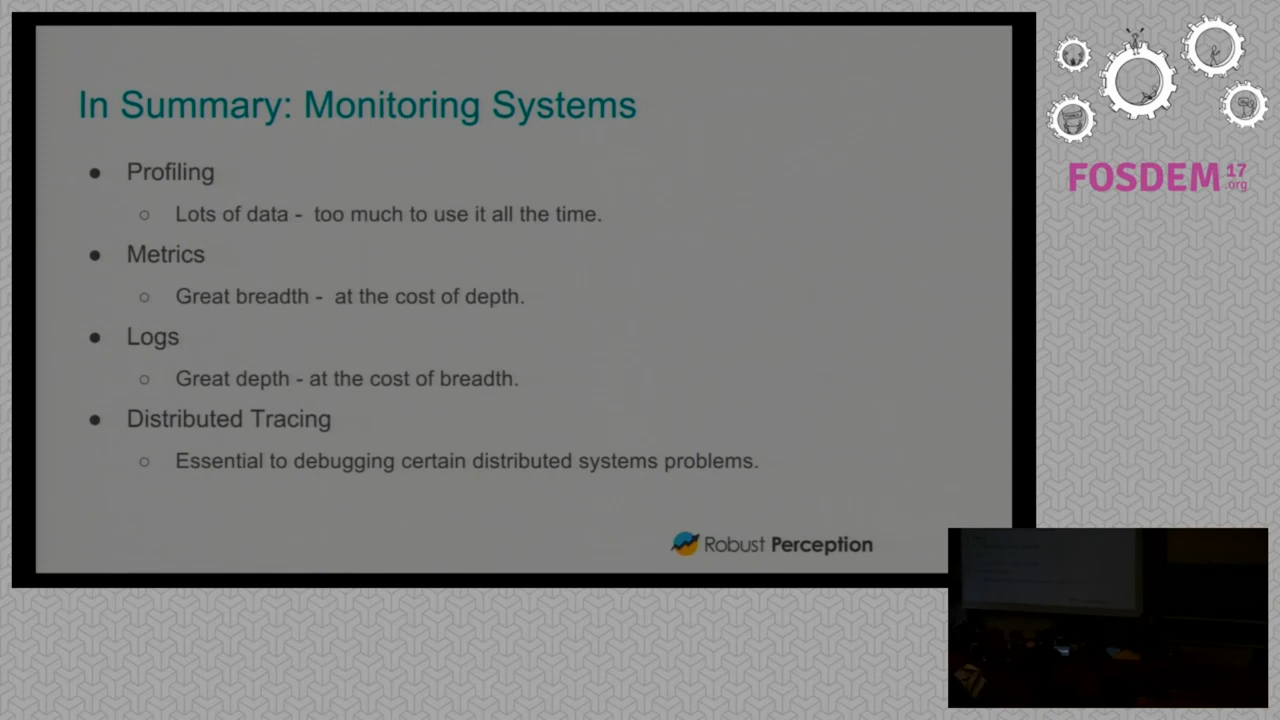 In Summary: Monitoring Systems
● Profiling
○ Lots of data - too much to use it all the time.
● Metrics
○ Great breadth - at the cost of depth.
● Logs
○ Great depth - at the cost of breadth.
● Distributed Tracing
○ Essential to debugging certain distributed systems problems.
Robust Perception
FOSDEM 17
.org